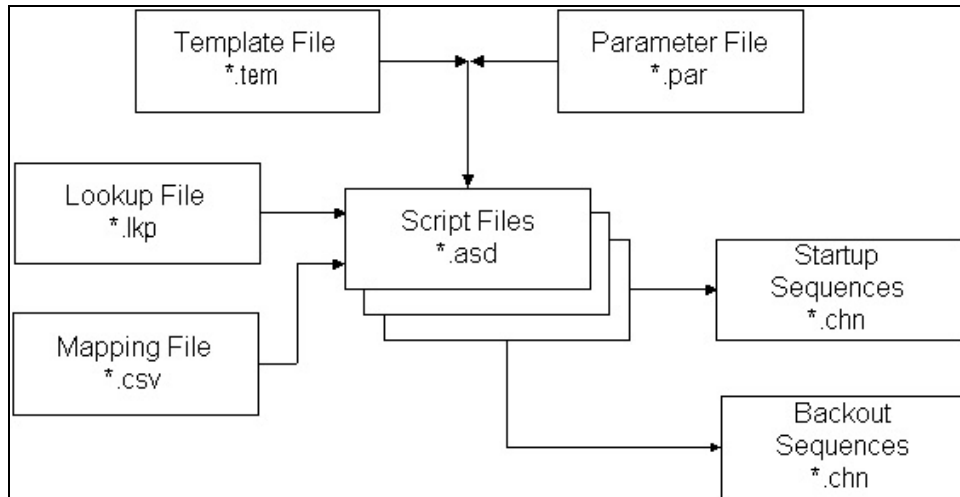 Template File
*.tem
Parameter File
*.par
Lookup File
*.lkp
Script Files
*.asd
Startup
Sequences
*.chn
Mapping File
*.csv
Backout
Sequences
*.chn